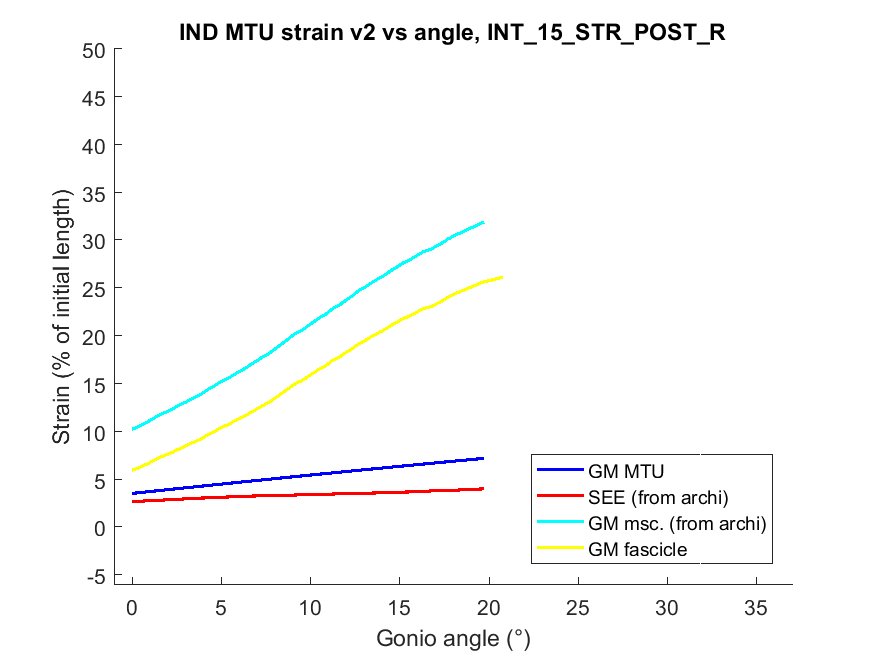 IND MTU strain v2 vs angle, INT_15_STR_POST_R
50
45
40
35
30
25
20
15
10
5
0
-5
Strain (% of initial length)
GM MTU
SEE (from archi)
GM msc. (from archi)
GM fascicle
0 5 10 15 20 25 30 35
Gonio angle (°)